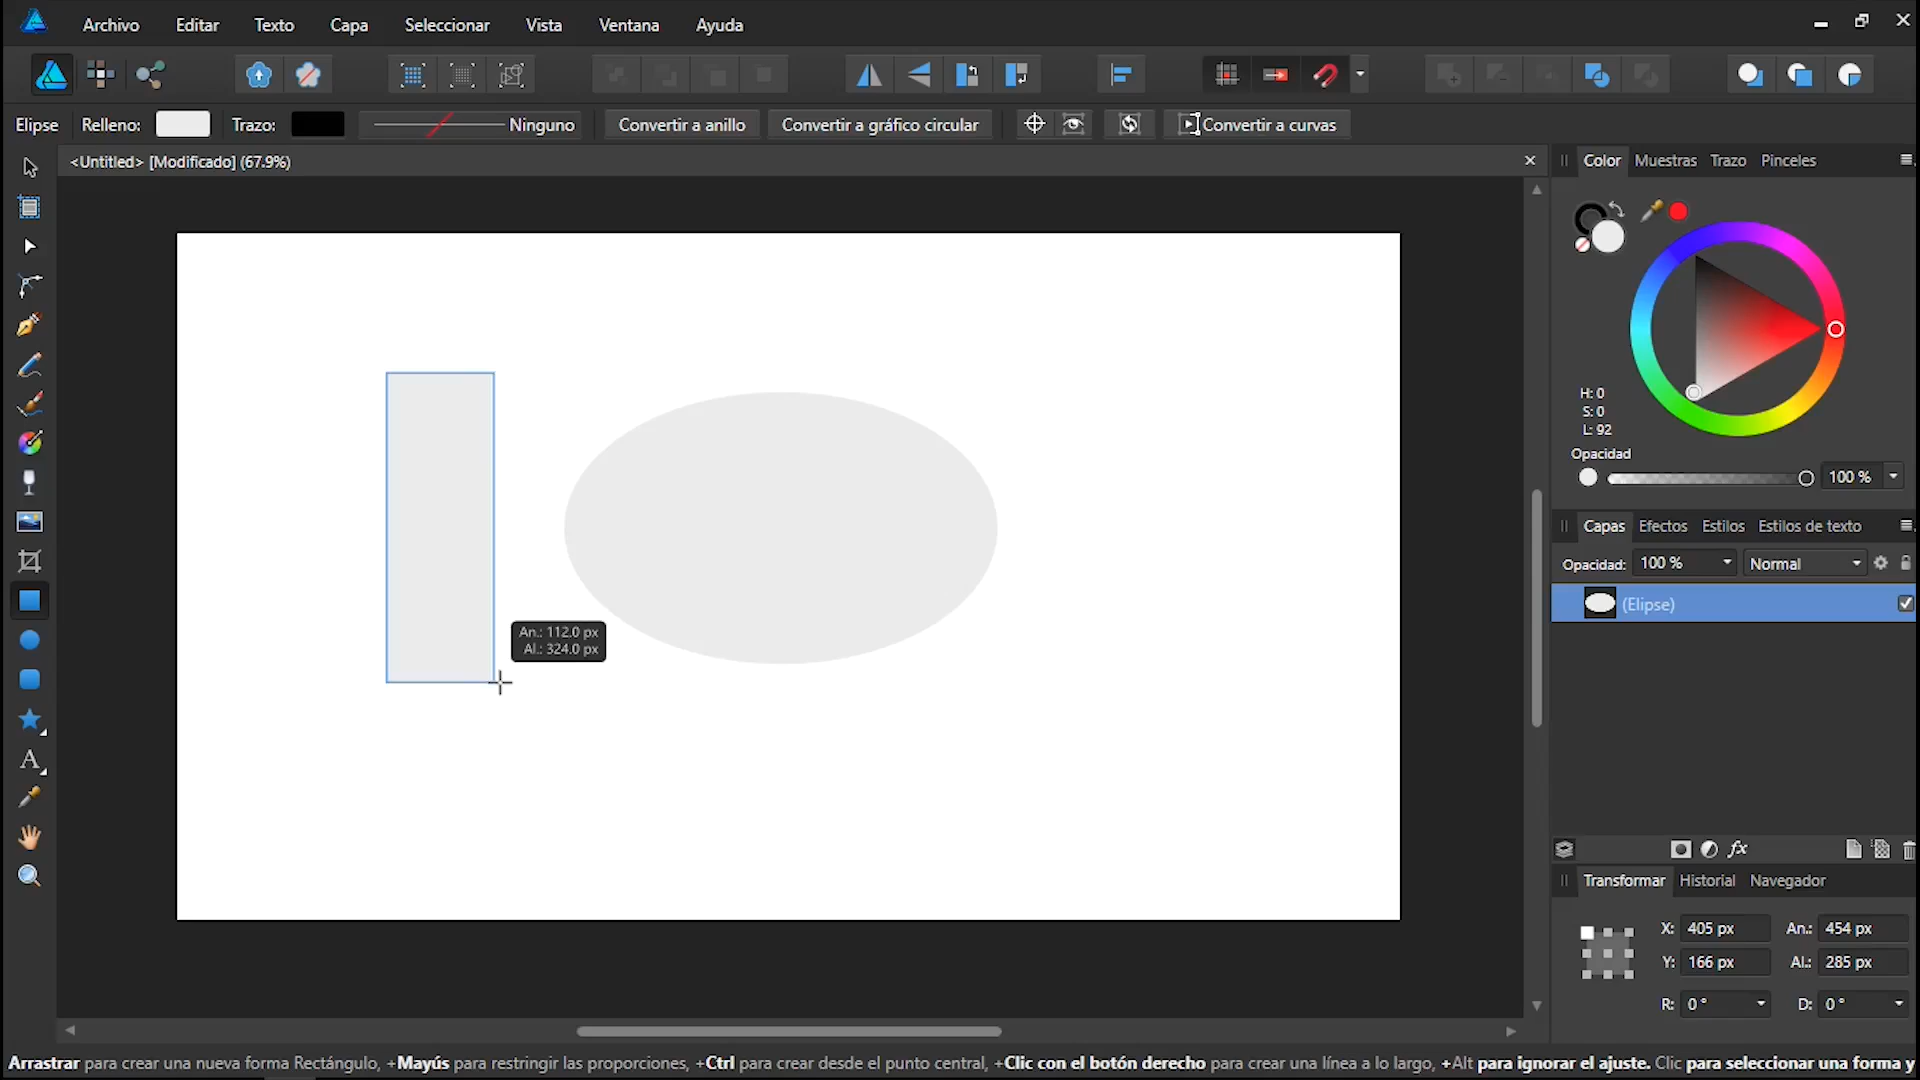 Archivo Editar Texto Capa Seleccionar Vista Ventana Ayuda
Elipse Relleno: Trazo: Ninguno Convertir a anillo Convertir a gráfico circular Convertir a curvas
<Untitled> [Modificado] (67.9%)
Color Muestras Trazo Pinceles
H: 0
S: 0
L: 92
Opacidad
100 %
An.: 112.0 px
Al.: 324.0 px
Capas Efectos Estilos Estilos de texto
Opacidad: 100 % Normal
(Elipse)
A
fx
Transformar Historial Navegador
X: 405 px An.: 454 px
Y: 166 px Al.: 285 px
R: 0 ° D: 0 °
Arrastrar para crear una nueva forma Rectángulo, +Mayús para restringir las proporciones, +Ctrl para crear desde el punto central, +Clic con el botón derecho para crear una línea a lo largo, +Alt para ignorar el ajuste. Clic para seleccionar una forma y